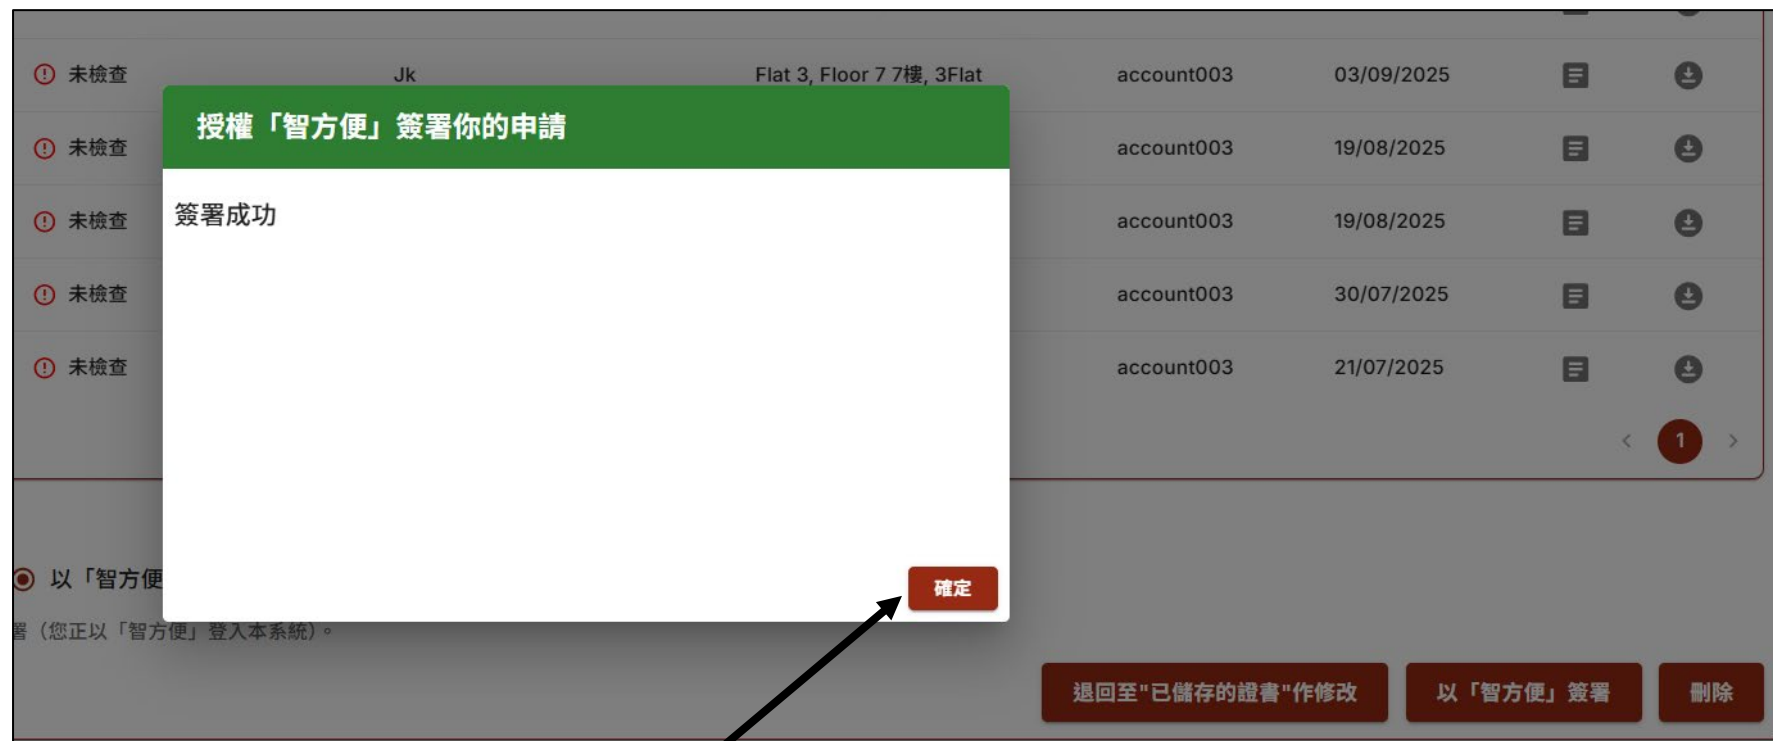 未檢查 Jk Flat 3, Floor 7 7樓, 3Flat account003 03/09/2025
授權「智方便」簽署你的申請
未檢查 account003 19/08/2025
簽署成功
未檢查 account003 19/08/2025
未檢查 account003 30/07/2025
未檢查 account003 21/07/2025
< 1 >
以「智方便
確定
署（您正以「智方便」登入本系統）。
退回至"已儲存的證書"作修改 以「智方便」簽署 刪除